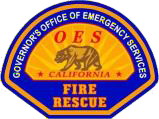 GOVERNOR'S OFFICE OF EMERGENCY SERVICES
OES
CALIFORNIA
FIRE
RESCUE